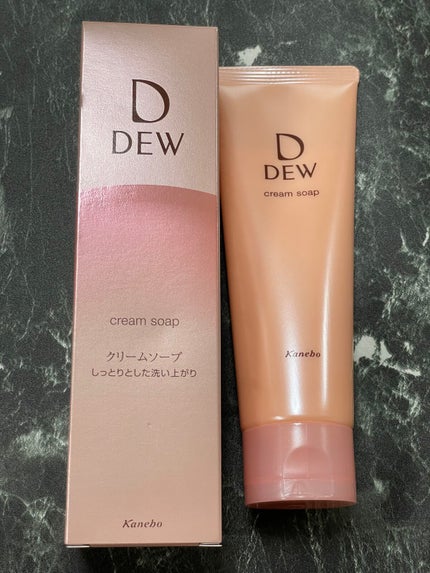 D
DEW
cream soap
クリームソープ
しっとりとした洗い上がり
Kanebo
D
DEW
cream soap
Kanebo